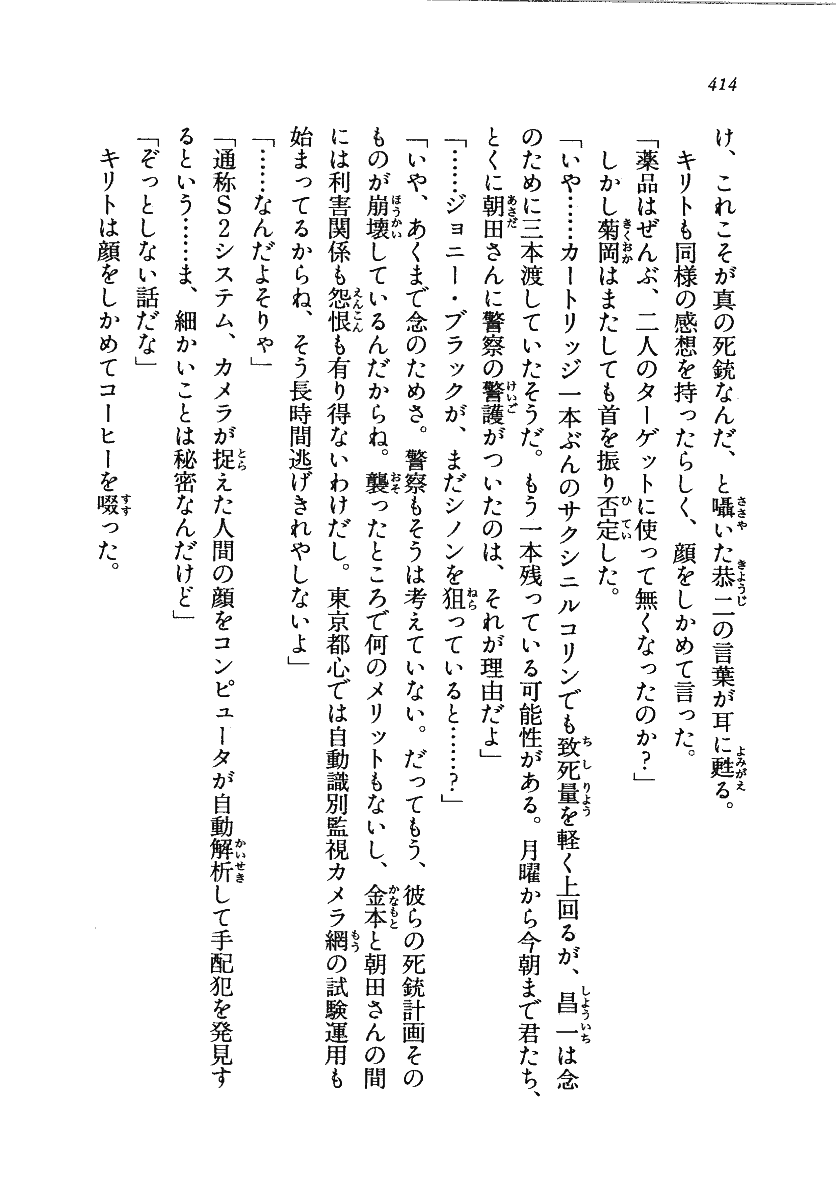 414
け、これこそが真の死銃なんだ、と囁いた恭二の言葉が耳に甦る。
キリトも同様の感想を持ったらしく、顔をしかめて言った。
「薬品はぜんぶ、二人のターゲットに使って無くなったのか？」
しかし菊岡はまたしても首を振り否定した。
「いや……カートリッジ一本ぶんのサクシニルコリンでも致死量を軽く上回るが、昌一は念
のために三本渡していたそうだ。もう一本残っている可能性がある。月曜から今朝まで君たち、
とくに朝田さんに警察の警護がついたのは、それが理由だよ」
「……ジョニー・ブラックが、まだシノンを狙っていると……？」
「いや、あくまで念のためさ。警察もそうは考えていない。だってもう、彼らの死銃計画その
ものが崩壊しているんだからね。襲ったところで何のメリットもないし、金本と朝田さんの間
には利害関係も怨恨も有り得ないわけだし。東京都心では自動識別監視カメラ網の試験運用も
始まってるからね、そう長時間逃げきれやしないよ」
「……なんだよそりゃ」
「通称Ｓ２システム、カメラが捉えた人間の顔をコンピュータが自動解析して手配犯を発見す
るという……ま、細かいことは秘密なんだけど」
「ぞっとしない話だな」
キリトは顔をしかめてコーヒーを啜った。